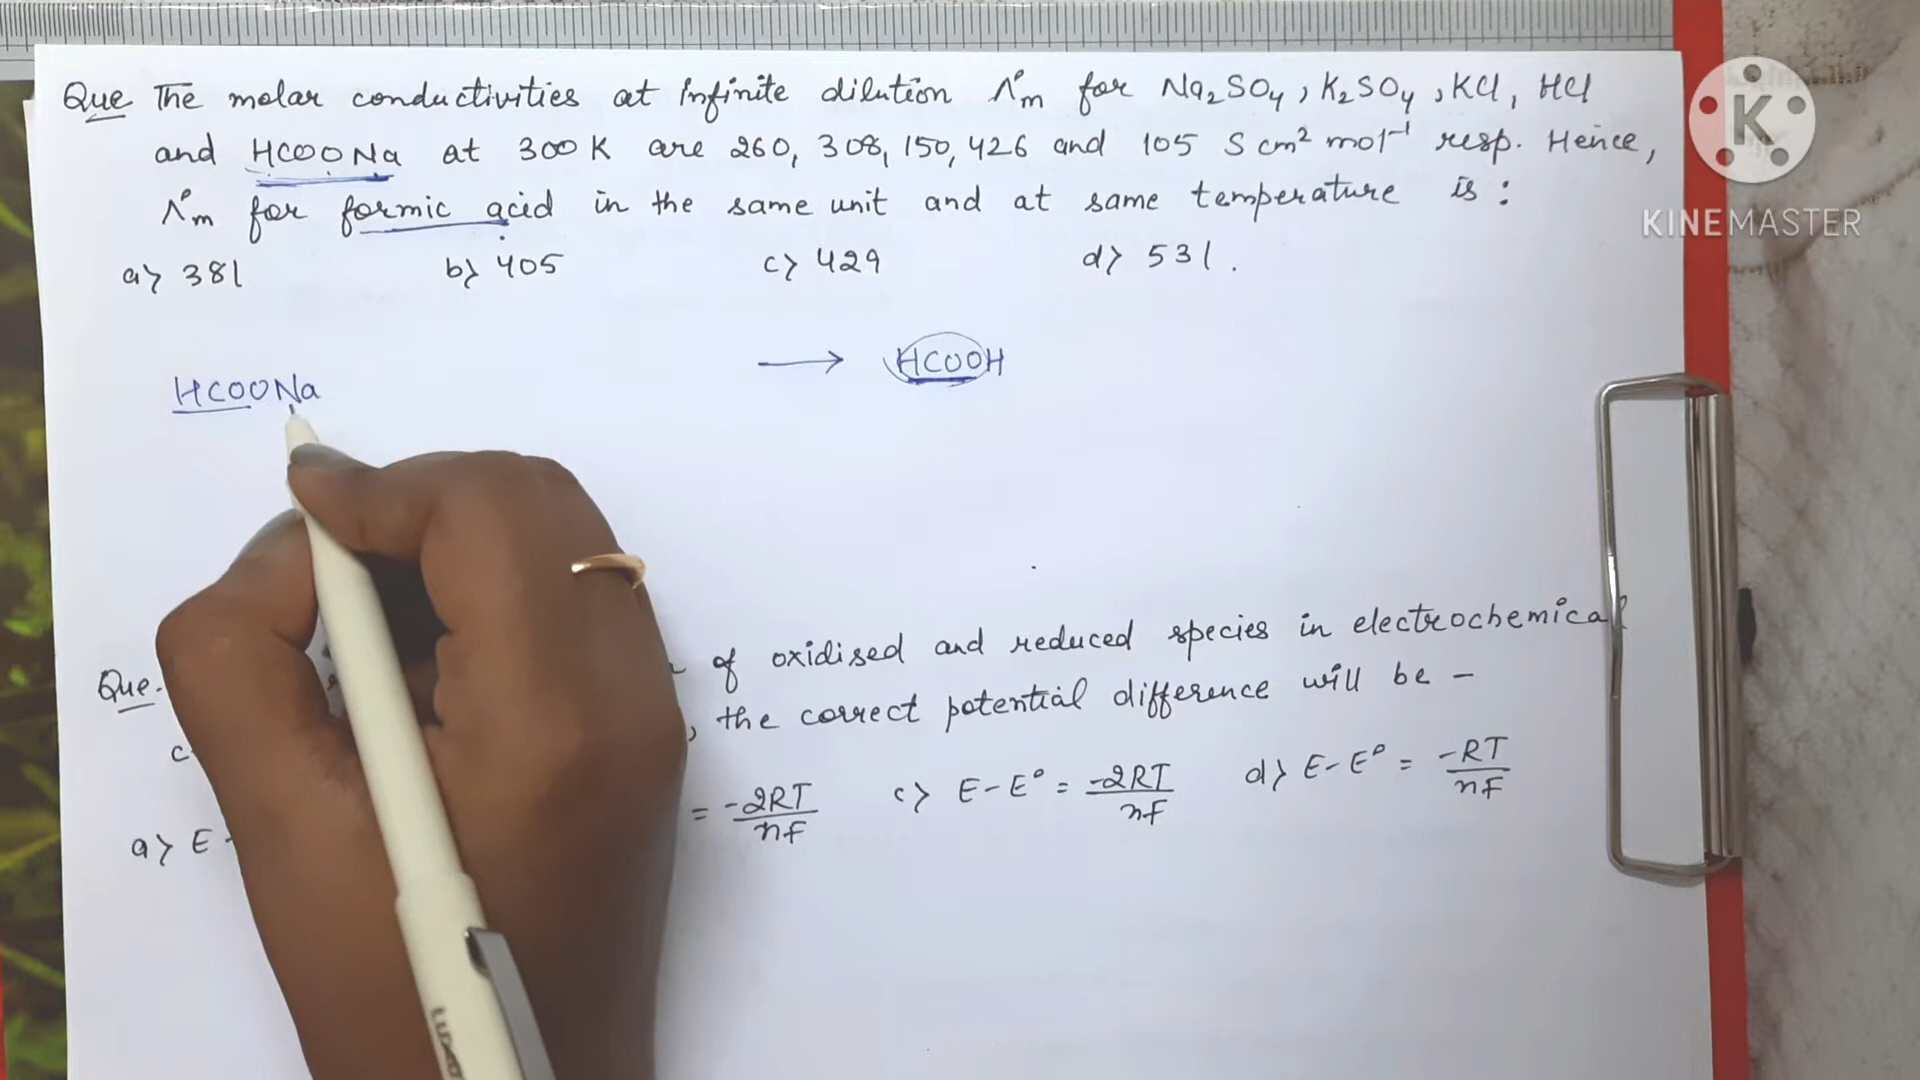 Que The molar conductivities at infinite dilution Λ°m for Na₂SO₄, K₂SO₄, KCl, HCl
and HCOONa at 300 K are 260, 308, 150, 426 and 105 S cm² mol⁻¹ resp. Hence,
Λ°m for formic acid in the same unit and at same temperature is:
a> 381 b> 405 c> 429 d> 531.
→ HCOOH
HCOONa
Que. of oxidised and reduced species in electrochemical
, the correct potential difference will be -
a> E = -2RT/nF c> E-E° = -2RT/nF d> E-E° = -RT/nF
K
KINEMASTER